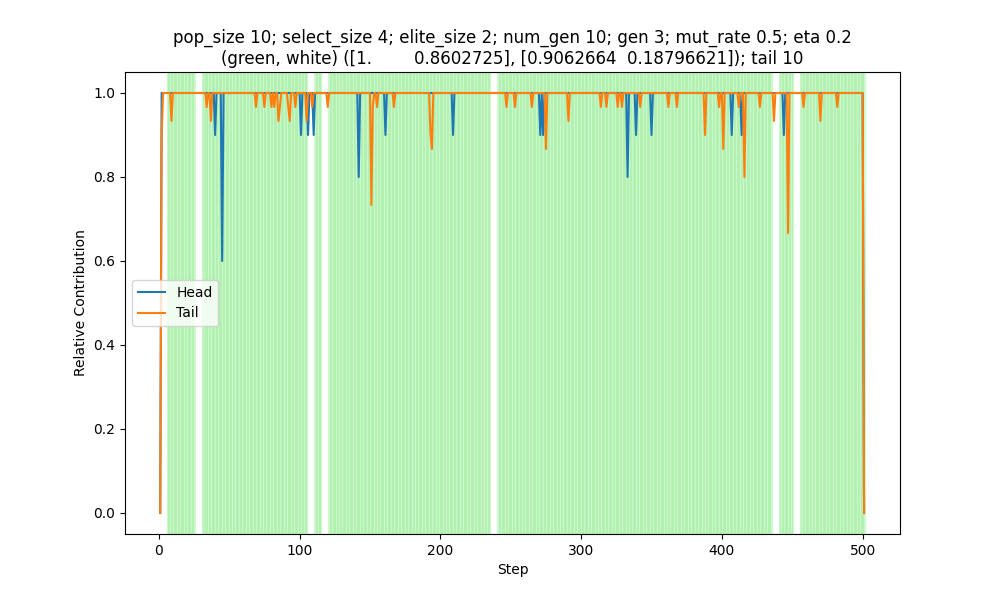 pop_size 10; select_size 4; elite_size 2; num_gen 10; gen 3; mut_rate 0.5; eta 0.2
(green, white) ([1.         0.8602725], [0.9062664  0.18796621]); tail 10
1.0
0.8
0.6
0.4
0.2
0.0
Relative Contribution
Head
Tail
0 100 200 300 400 500
Step